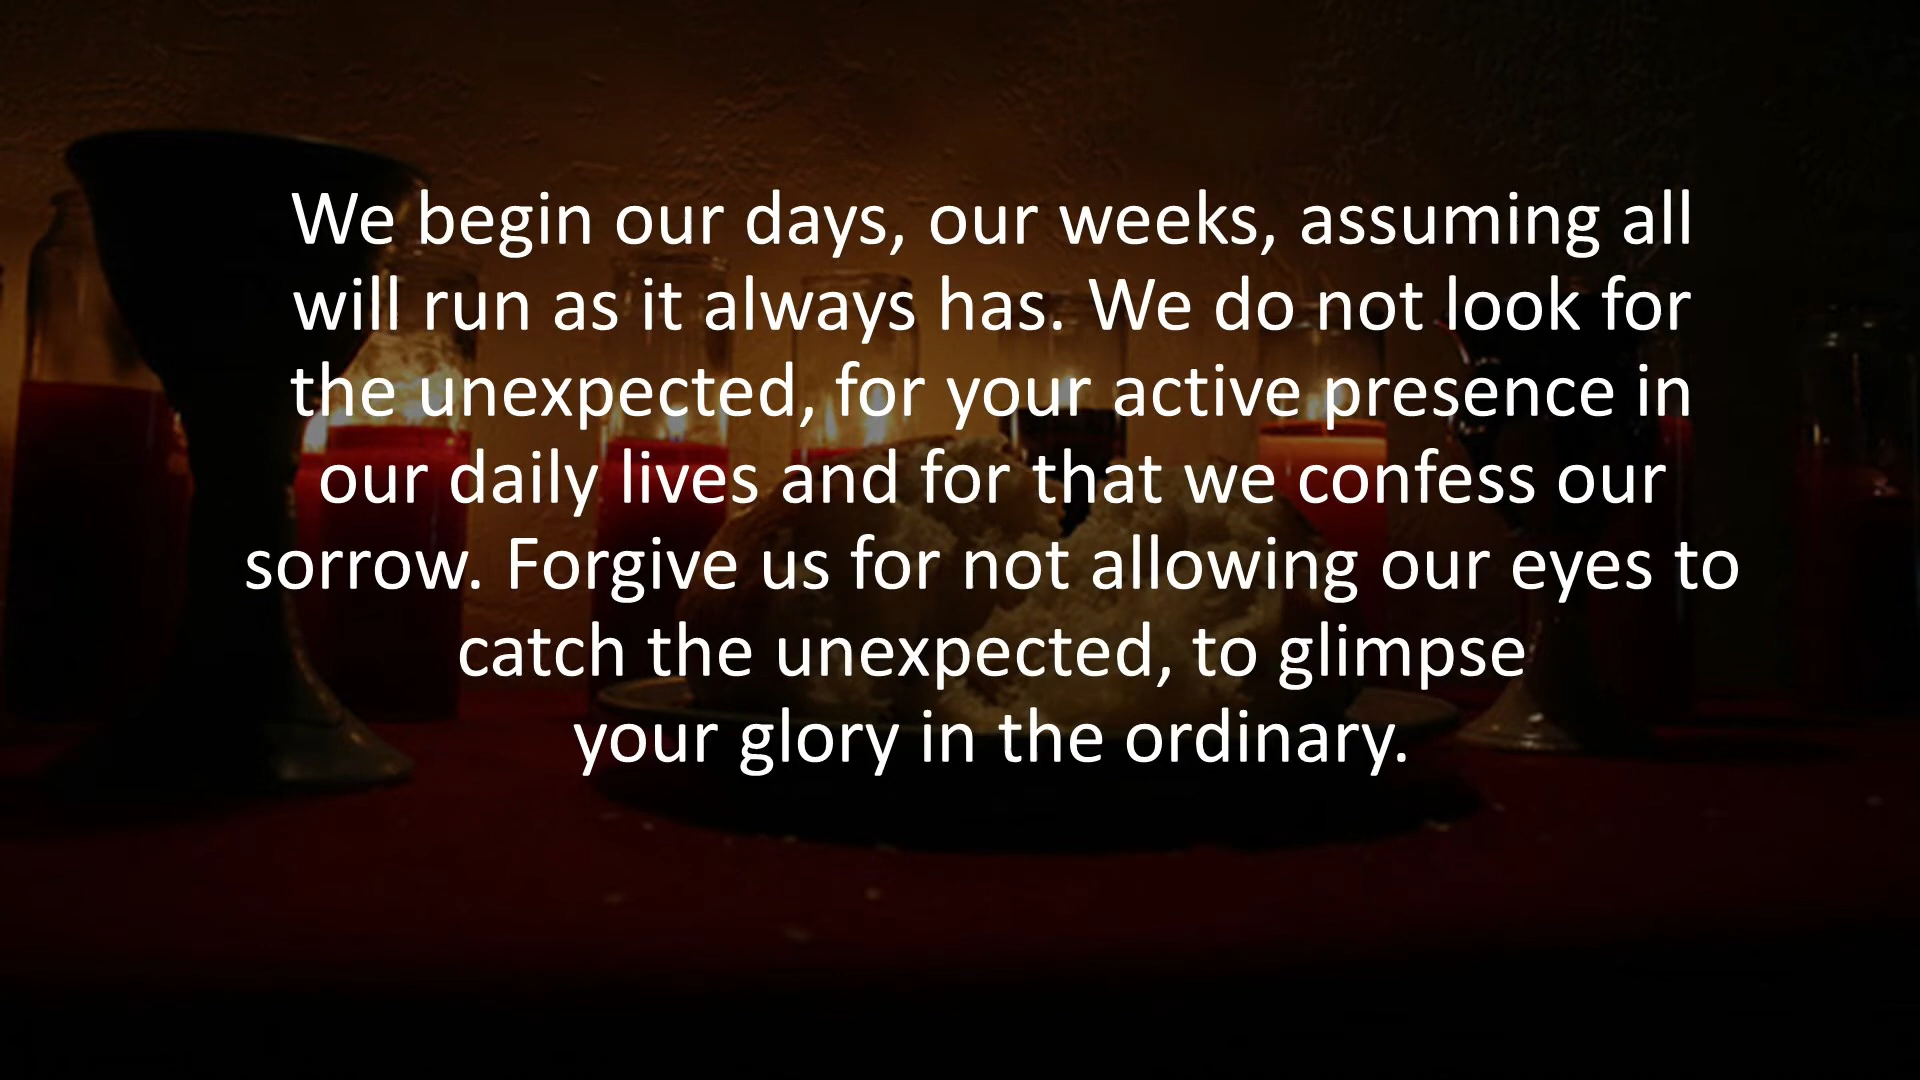 We begin our days, our weeks, assuming all
will run as it always has. We do not look for
the unexpected, for your active presence in
our daily lives and for that we confess our
sorrow. Forgive us for not allowing our eyes to
catch the unexpected, to glimpse
your glory in the ordinary.